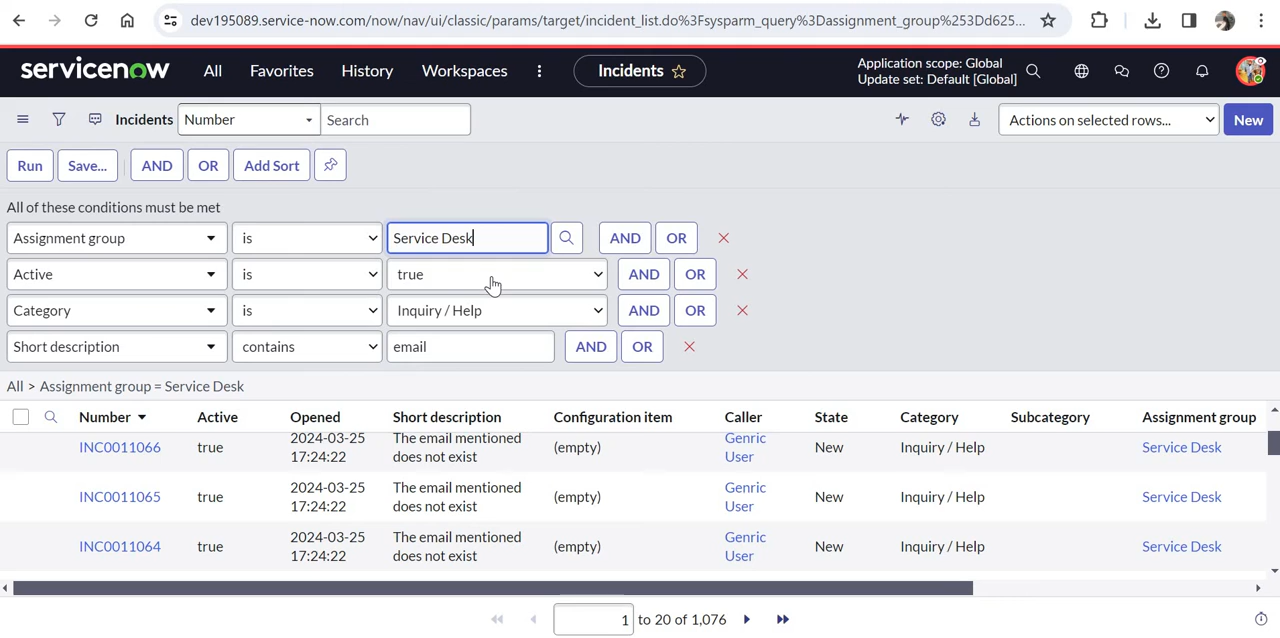 dev195089.service-now.com/now/nav/ui/classic/params/target/incident_list.do%3Fsysparm_query%3Dassignment_group%253Dd625...
servicenow All Favorites History Workspaces Incidents Application scope: Global
Update set: Default [Global]
Incidents Number Search Actions on selected rows... New
Run Save... AND OR Add Sort
All of these conditions must be met
Assignment group is Service Desk AND OR
Active is true AND OR
Category is Inquiry / Help AND OR
Short description contains email AND OR
All > Assignment group = Service Desk
Number Active Opened Short description Configuration item Caller State Category Subcategory Assignment group
INC0011066 true 2024-03-25 17:24:22 The email mentioned does not exist (empty) Genric User New Inquiry / Help Service Desk
INC0011065 true 2024-03-25 17:24:22 The email mentioned does not exist (empty) Genric User New Inquiry / Help Service Desk
INC0011064 true 2024-03-25 17:24:22 The email mentioned does not exist (empty) Genric User New Inquiry / Help Service Desk
1 to 20 of 1,076